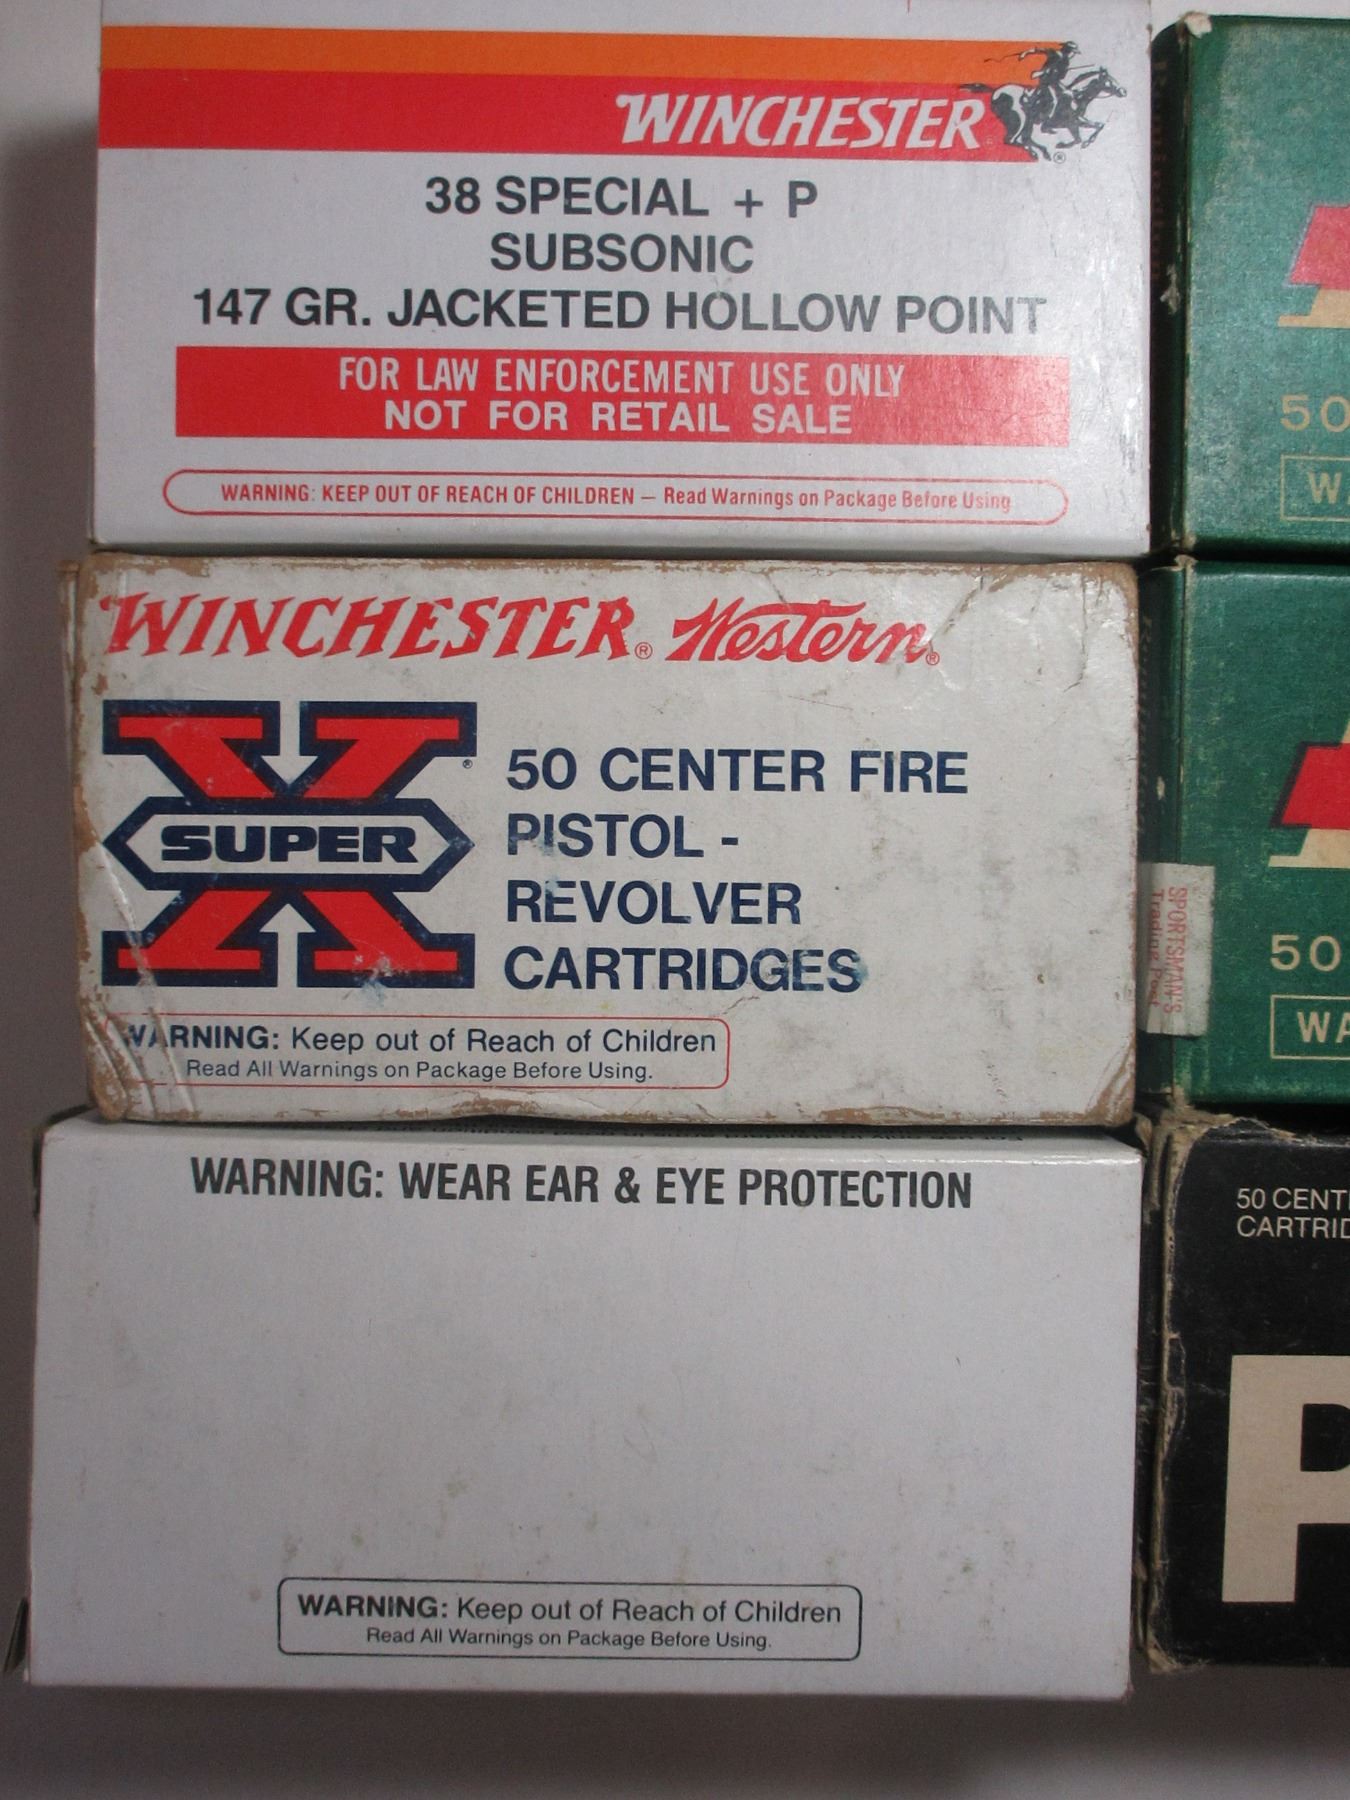 WINCHESTER
38 SPECIAL + P
SUBSONIC
147 GR. JACKETED HOLLOW POINT
FOR LAW ENFORCEMENT USE ONLY
NOT FOR RETAIL SALE
WARNING: KEEP OUT OF REACH OF CHILDREN — Read Warnings on Package Before Using
WINCHESTER® Western®
SUPER X®
50 CENTER FIRE
PISTOL -
REVOLVER
CARTRIDGES
WARNING: Keep out of Reach of Children
Read All Warnings on Package Before Using.
WARNING: WEAR EAR & EYE PROTECTION
WARNING: Keep out of Reach of Children
Read All Warnings on Package Before Using.
50
50
SPORTSMAN'S
Trading Post
50 CENT
CARTRID
P